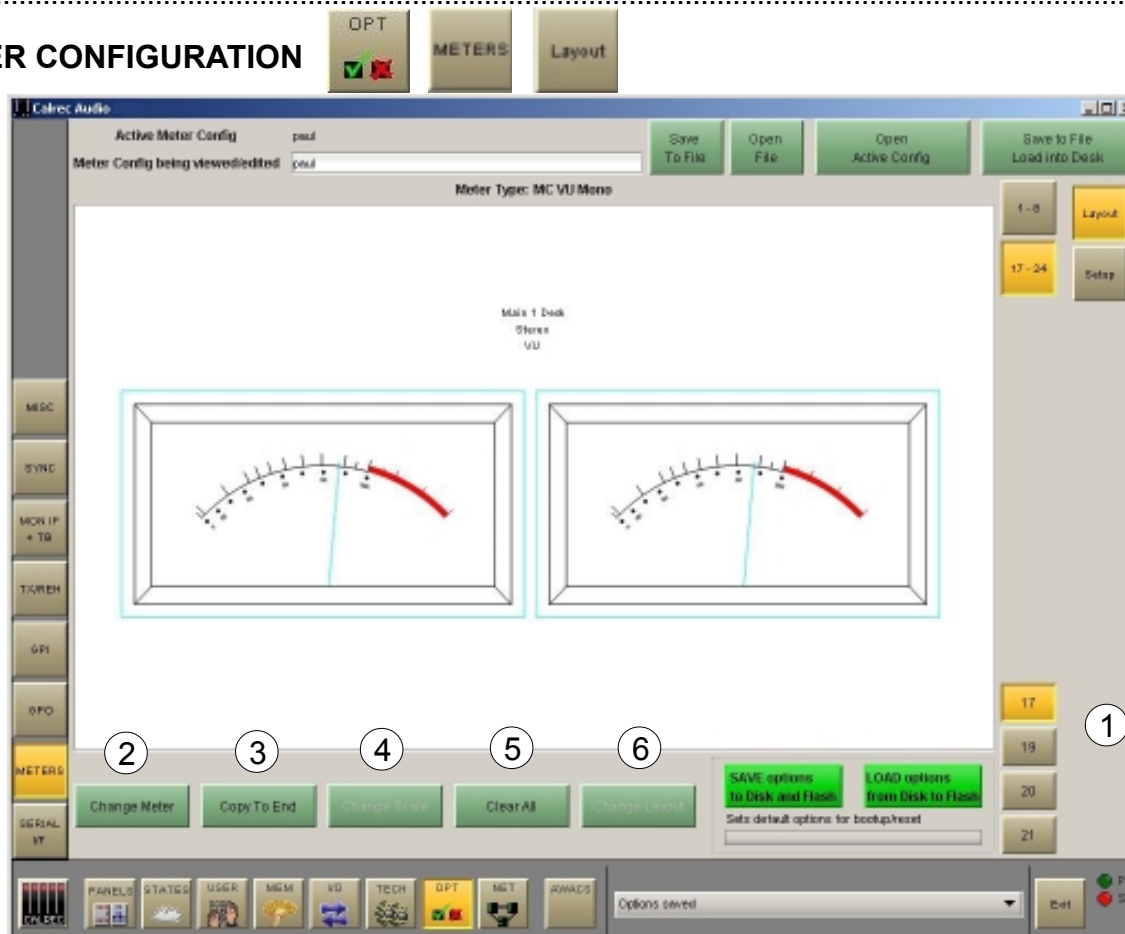 OPT
ER CONFIGURATION
METERS
Layout
Calrec Audio
Active Meter Config
paul
Save To File
Open File
Open Active Config
Save to File Load into Desk
Meter Config being viewed/edited
paul
Meter Type: MC VU Mono
1 - 8
Layout
17 - 24
Setup
Main 1 Desk
Stereo
VU
MISC
SYNC
MON IP + TB
TX/REH
GPI
GPO
METERS
SERIAL I/F
17
19
20
21
1
2
3
4
5
6
Change Meter
Copy To End
Change Scale
Clear All
Change Layout
SAVE options to Disk and Flash
LOAD options from Disk to Flash
Sets default options for bootup/reset
CALREC
PANELS
STATES
USER
MEM
I/O
TECH
OPT
NET
AWACS
Options saved
Exit
P
S